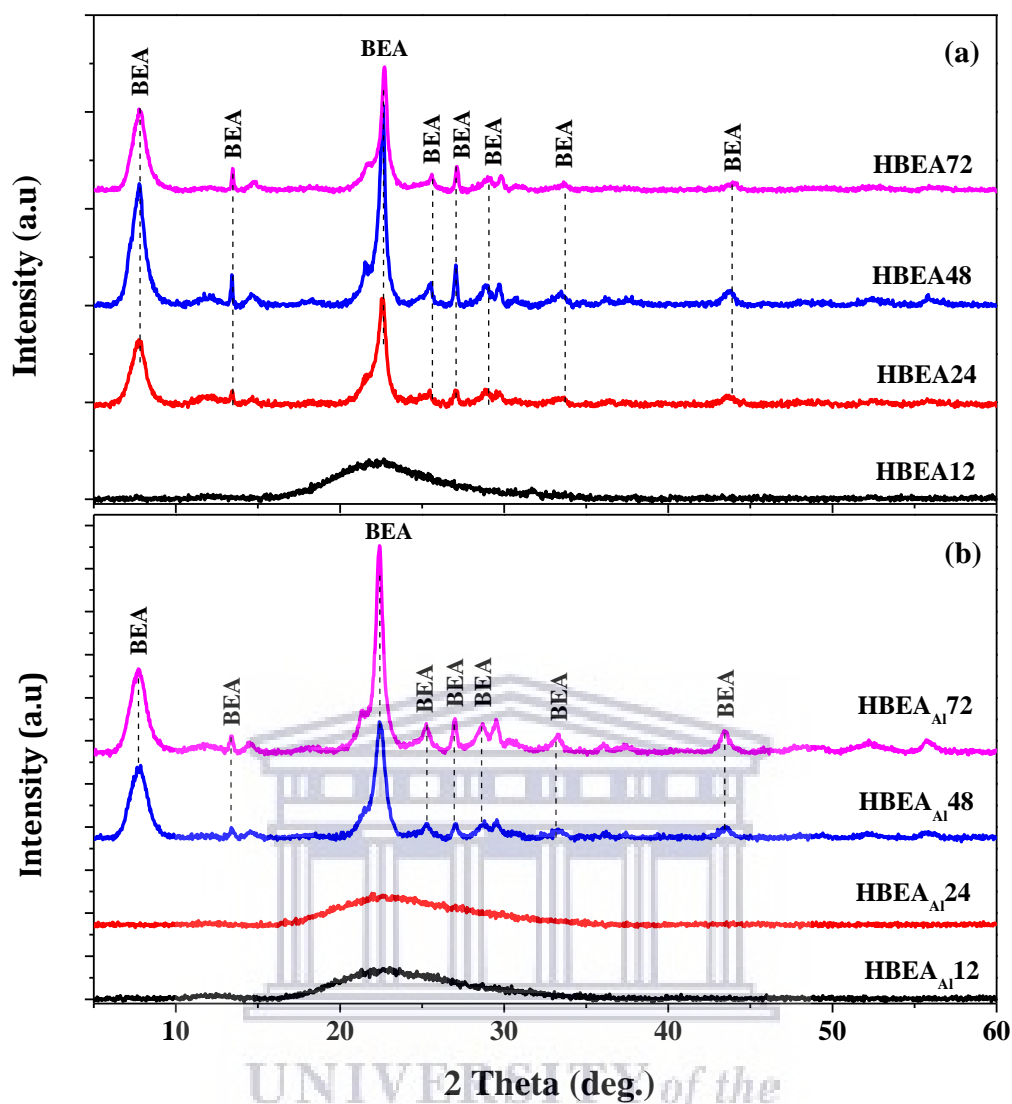 (a)
BEA
BEA
BEA
BEA
BEA
BEA
BEA
BEA
HBEA72
HBEA48
HBEA24
HBEA12
Intensity (a.u)
(b)
BEA
BEA
BEA
BEA
BEA
BEA
BEA
BEA
HBEAAl72
HBEAAl48
HBEAAl24
HBEAAl12
Intensity (a.u)
10 20 30 40 50 60
2 Theta (deg.)
UNIVERSITY of the